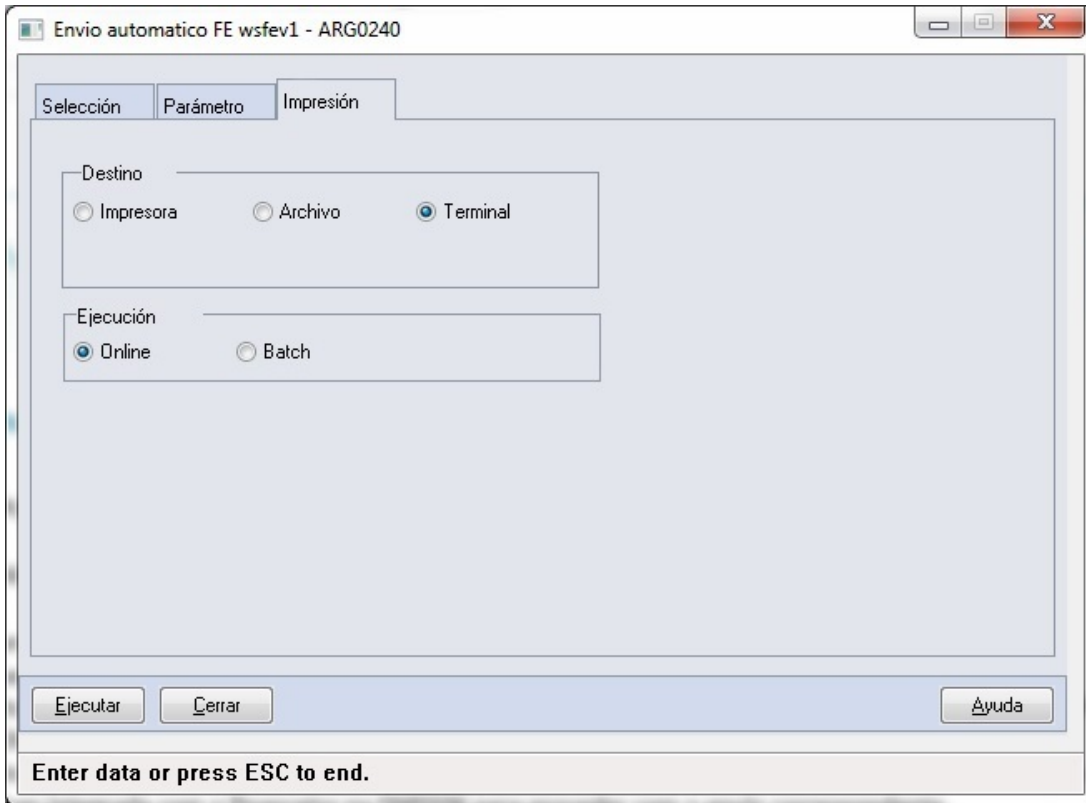 Envio automatico FE wsfev1 - ARG0240
Selección Parámetro Impresión
Destino
Impresora Archivo Terminal
Ejecución
Online Batch
Ejecutar Cerrar Ayuda
Enter data or press ESC to end.